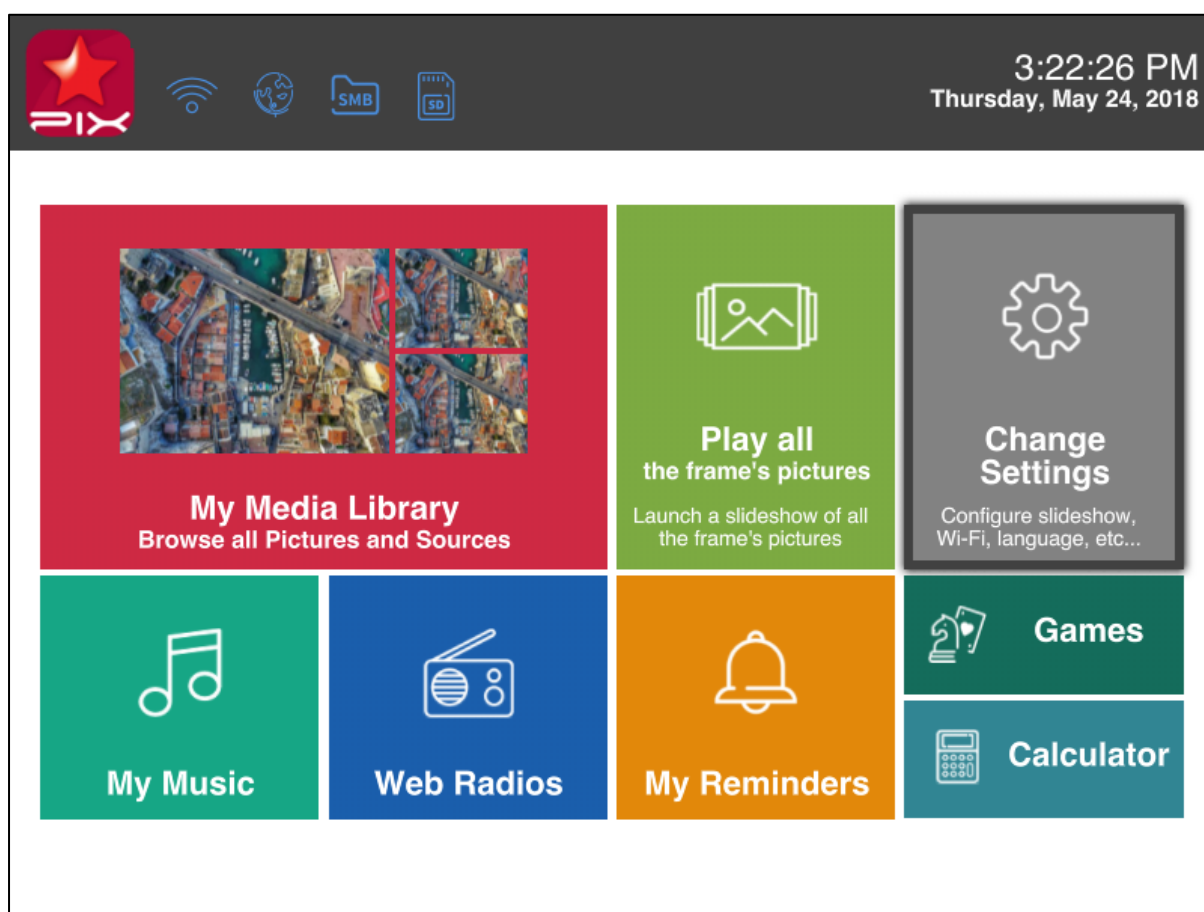 PIX
SMB
SD
3:22:26 PM
Thursday, May 24, 2018
My Media Library
Browse all Pictures and Sources
Play all
the frame's pictures
Launch a slideshow of all
the frame's pictures
Change
Settings
Configure slideshow,
Wi-Fi, language, etc...
My Music
Web Radios
My Reminders
Games
Calculator